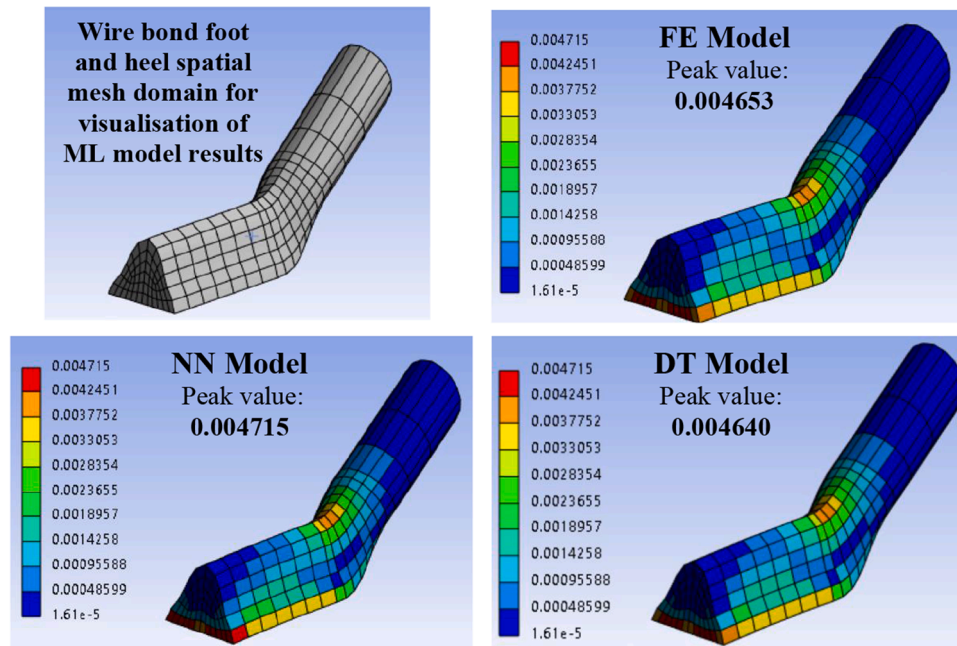 Wire bond foot
and heel spatial
mesh domain for
visualisation of
ML model results
FE Model
Peak value:
0.004653
0.004715
0.0042451
0.0037752
0.0033053
0.0028354
0.0023655
0.0018957
0.0014258
0.00095588
0.00048599
1.61e-5
NN Model
Peak value:
0.004715
0.004715
0.0042451
0.0037752
0.0033053
0.0028354
0.0023655
0.0018957
0.0014258
0.00095588
0.00048599
1.61e-5
DT Model
Peak value:
0.004640
0.004715
0.0042451
0.0037752
0.0033053
0.0028354
0.0023655
0.0018957
0.0014258
0.00095588
0.00048599
1.61e-5